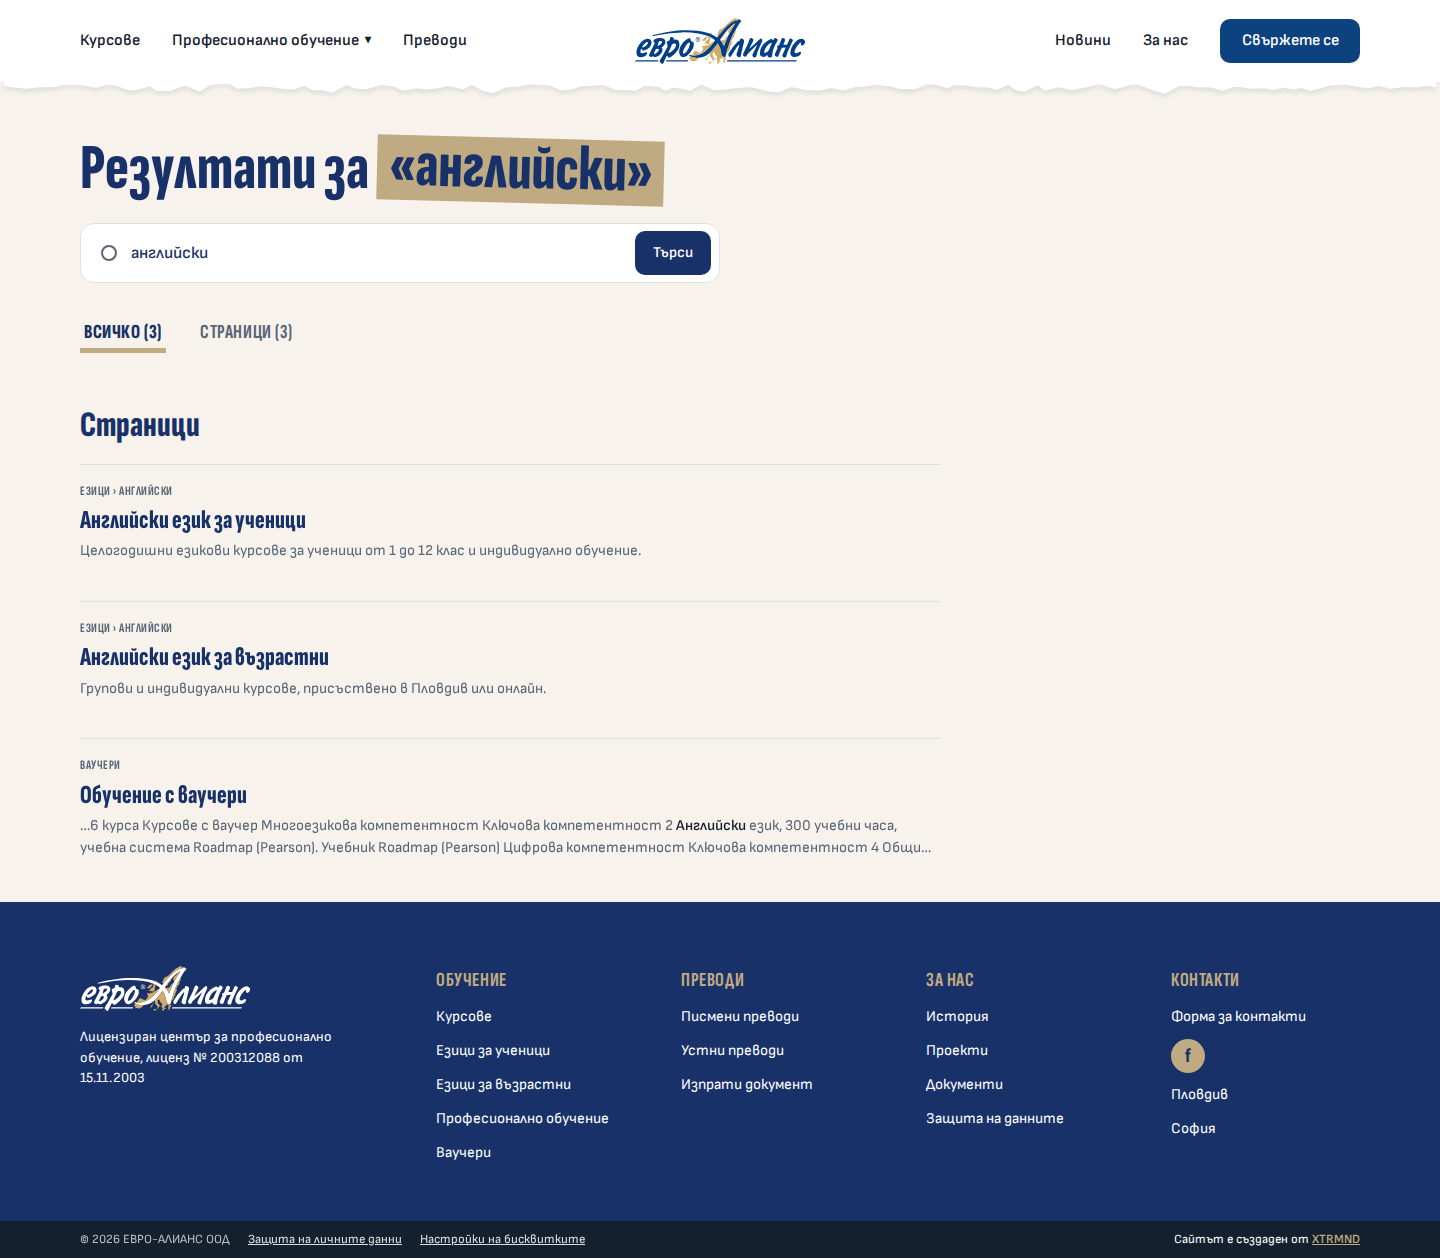 Курсове
Професионално обучение ▾
Преводи
евроАлианс
Новини
За нас
Свържете се
Резултати за «английски»
английски
Търси
ВСИЧКО (3)
СТРАНИЦИ (3)
Страници
ЕЗИЦИ › АНГЛИЙСКИ
Английски език за ученици
Целогодишни езикови курсове за ученици от 1 до 12 клас и индивидуално обучение.
ЕЗИЦИ › АНГЛИЙСКИ
Английски език за възрастни
Групови и индивидуални курсове, присъствено в Пловдив или онлайн.
ВАУЧЕРИ
Обучение с ваучери
…6 курса Курсове с ваучер Многоезикова компетентност Ключова компетентност 2 Английски език, 300 учебни часа,
учебна система Roadmap (Pearson). Учебник Roadmap (Pearson) Цифрова компетентност Ключова компетентност 4 Общи…
евроАлианс
Лицензиран център за професионално
обучение, лиценз № 200312088 от
15.11.2003
ОБУЧЕНИЕ
Курсове
Езици за ученици
Езици за възрастни
Професионално обучение
Ваучери
ПРЕВОДИ
Писмени преводи
Устни преводи
Изпрати документ
ЗА НАС
История
Проекти
Документи
Защита на данните
КОНТАКТИ
Форма за контакти
f
Пловдив
София
© 2026 ЕВРО-АЛИАНС ООД
Защита на личните данни
Настройки на бисквитките
Сайтът е създаден от XTRMND